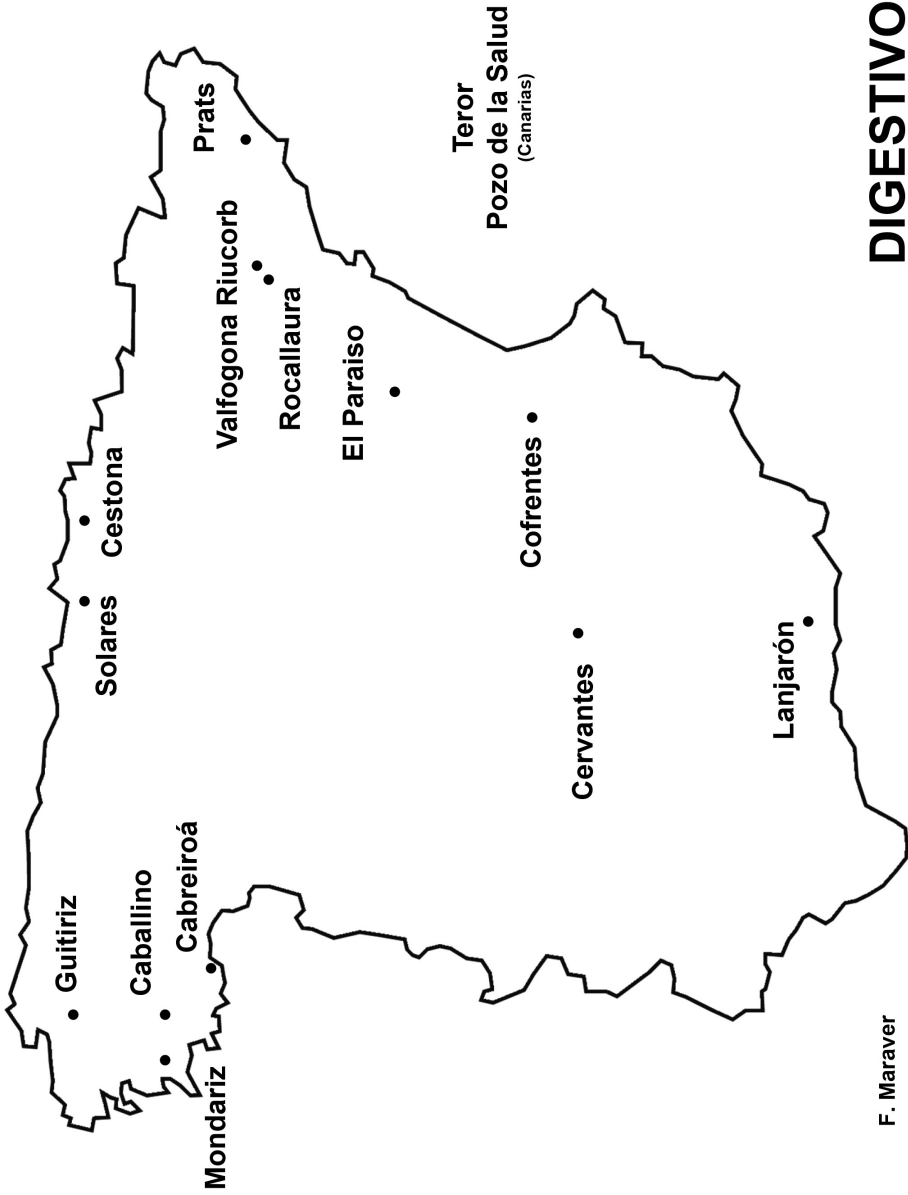 Guitiriz
Caballino
Cabreiroá
Mondariz
Solares
Cestona
Valfogona Riucorb
Rocallaura
Prats
El Paraiso
Cofrentes
Cervantes
Lanjarón
Teror
Pozo de la Salud
(Canarias)
F. Maraver
DIGESTIVO